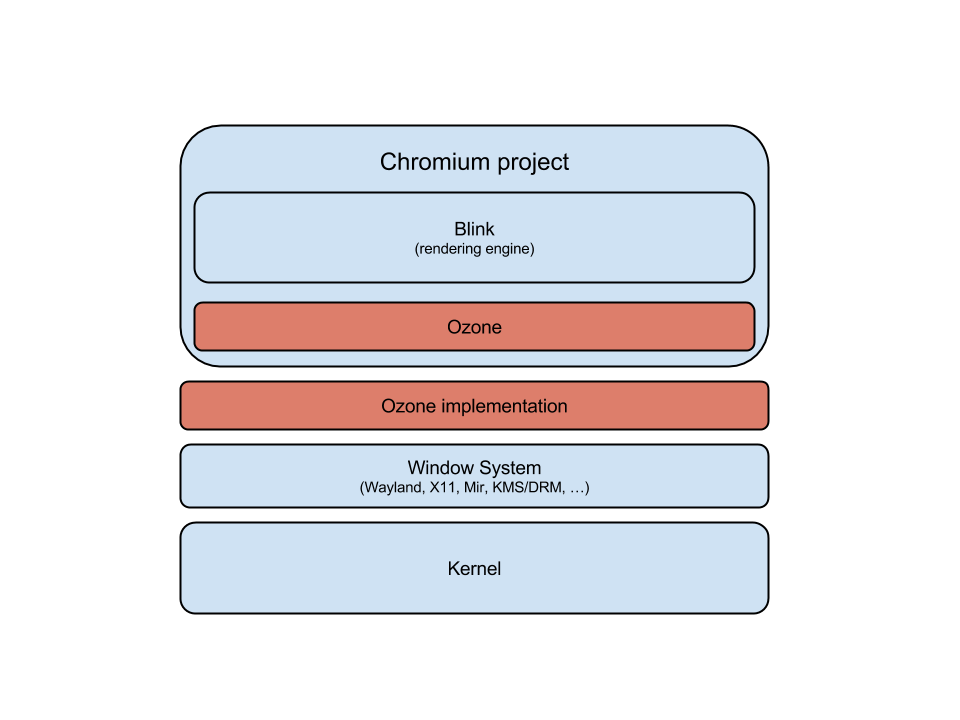 Chromium project
Blink
(rendering engine)
Ozone
Ozone implementation
Window System
(Wayland, X11, Mir, KMS/DRM, …)
Kernel